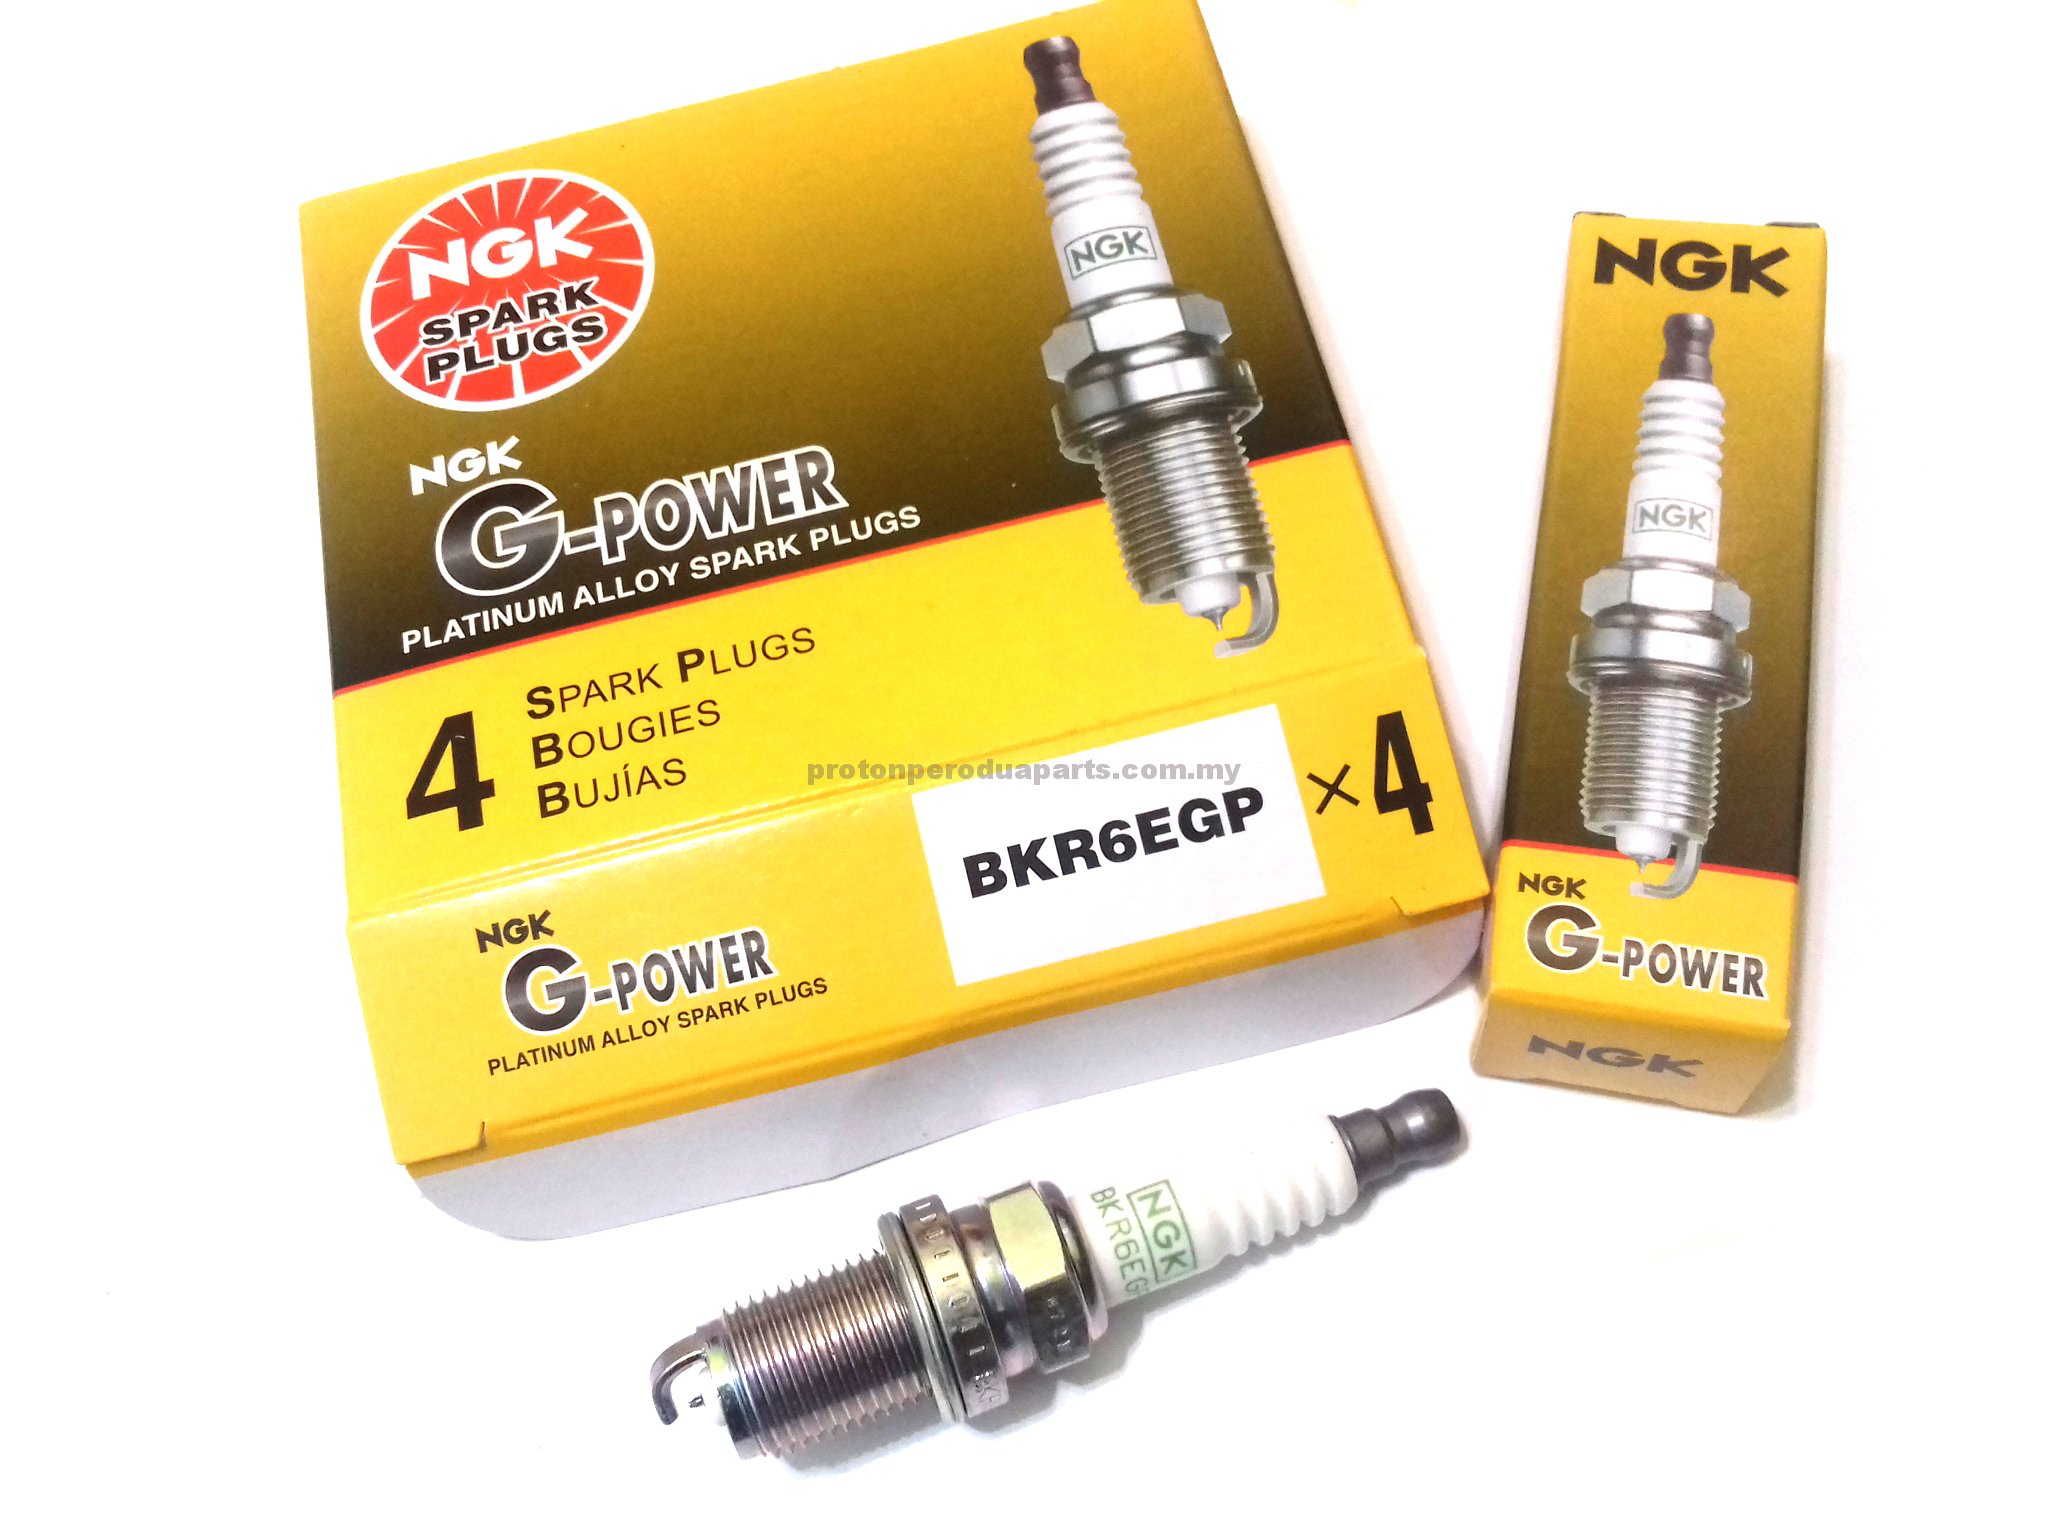 NGK
SPARK
PLUGS
NGK
G-POWER
PLATINUM ALLOY SPARK PLUGS
NGK
4
SPARK PLUGS
BOUGIES
BUJÍAS
protonperoduaparts.com.my
BKR6EGP
×4
NGK
G-POWER
PLATINUM ALLOY SPARK PLUGS
NGK
NGK
NGK
G-POWER
NGK
NGK